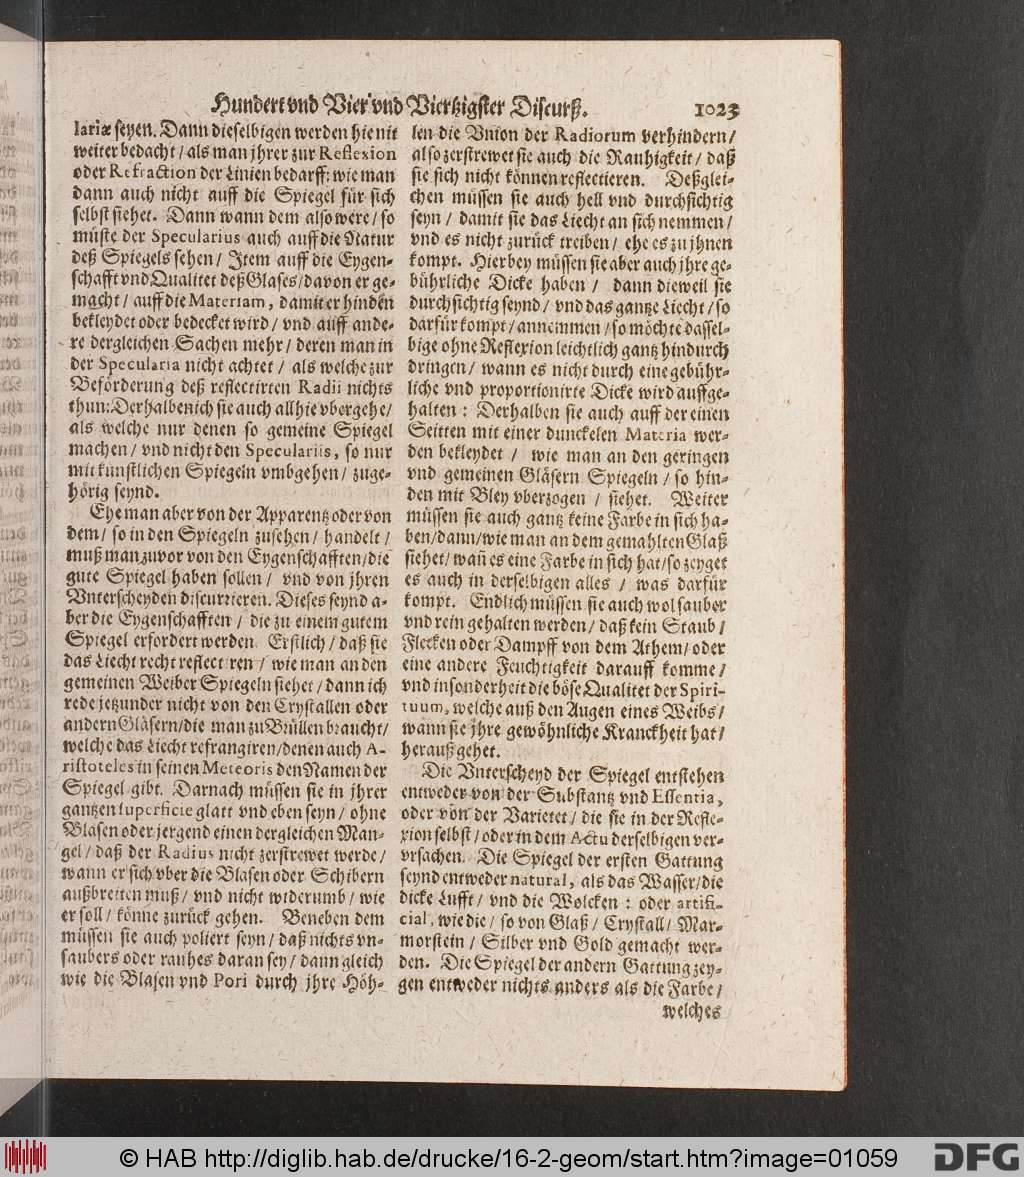 Hundert vnd Vier vnd Viertzigster Discurß. 1023
lariæ seyen. Dann dieselbigen werden hie nit
weiter bedacht / als man jhrer zur Reflexion
oder Refraction der Linien bedarff: wie man
dann auch nicht auff die Spiegel für sich
selbst siehet. Dann wann dem also were / so
müste der Specularius auch auff die Natur
deß Spiegels sehen / Item auff die Eygen-
schafft vnd Qualitet deß Glases / davon er ge-
macht / auff die Materiam, damit er hinden
bekleydet oder bedecket wird / vnd auff ande-
re dergleichen Sachen mehr / deren man in
der Specularia nicht achtet / als welche zur
Beförderung deß reflectirten Radii nichts
thun: Derhalben ich sie auch allhie vbergehe /
als welche nur denen so gemeine Spiegel
machen / vnd nicht den Speculariis, so nur
mit kunstlichen Spiegeln vmbgehen / zuge-
hörig seynd.
Ehe man aber von der Apparentz oder von
dem / so in den Spiegeln zusehen / handelt /
muß man zuvor von den Eygenschafften / die
gute Spiegel haben sollen / vnd von jhren
Vnterscheyden discurrieren. Dieses seynd a-
ber die Eygenschafften / die zu einem gutem
Spiegel erfordert werden. Erstlich / daß sie
das Liecht recht reflectiren / wie man an den
gemeinen Weiber Spiegeln siehet / dann ich
rede jetzunder nicht von den Crystallen oder
andern Gläsern / die man zu Brüllen braucht /
welche das Liecht refrangiren / denen auch A-
ristoteles in seinen Meteoris den Namen der
Spiegel gibt. Darnach müssen sie in jhrer
gantzen superficie glatt vnd eben seyn / ohne
Blasen oder jergend einen dergleichen Man-
gel / daß der Radius nicht zerstrewet werde /
wann er sich vber die Blasen oder Schibern
außbreiten muß / vnd nicht widerumb / wie
er soll / könne zurück gehen. Beneben dem
müssen sie auch poliert seyn / daß nichts vn-
saubers oder rauhes daran sey / dann gleich
wie die Blasen vnd Pori durch jhre Höh-
len die Vnion der Radiorum verhindern /
also zerstrewet sie auch die Rauhigkeit / daß
sie sich nicht können reflectieren. Deßglei-
chen müssen sie auch hell vnd durchsichtig
seyn / damit sie das Liecht an sich nemmen /
vnd es nicht zurück treiben / ehe es zu jhnen
kompt. Hierbey müssen sie aber auch jhre ge-
bührliche Dicke haben / dann dieweil sie
durchsichtig seynd / vnd das gantze Liecht / so
darfür kompt / annemmen / so möchte dassel-
bige ohne Reflexion leichtlich gantz hindurch
dringen / wann es nicht durch eine gebühr-
liche vnd proportionirte Dicke wird auffge-
halten: Derhalben sie auch auff der einen
Seitten mit einer dunckelen Materia wer-
den bekleydet / wie man an den geringen
vnd gemeinen Gläsern Spiegeln / so hin-
den mit Bley vberzogen / siehet. Weiter
müssen sie auch gantz keine Farbe in sich ha-
ben / dann / wie man an dem gemahlten Glaß
siehet / wañ es eine Farbe in sich hat / so zeyget
es auch in derselbigen alles / was darfür
kompt. Endlich müssen sie auch wol sauber
vnd rein gehalten werden / daß kein Staub /
Flecken oder Dampff von dem Athem / oder
eine andere Feuchtigkeit darauff komme /
vnd insonderheit die böse Qualitet der Spiri-
tuum, welche auß den Augen eines Weibs /
wann sie jhre gewöhnliche Kranckheit hat /
herauß gehet.
Die Vnterscheyd der Spiegel entstehen
entweder von der Substantz vnd Essentia,
oder von der Varietet / die sie in der Refle-
xion selbst / oder in dem Actu derselbigen ver-
vrsachen. Die Spiegel der ersten Gattung
seynd entweder natural, als das Wasser / die
dicke Lufft / vnd die Wolcken: oder artifi-
cial, wie die / so von Glaß / Crystall / Mar-
morstein / Silber vnd Gold gemacht wer-
den. Die Spiegel der andern Gattung zey-
gen entweder nichts anders als die Farbe /
welches
© HAB http://diglib.hab.de/drucke/16-2-geom/start.htm?image=01059
DFG